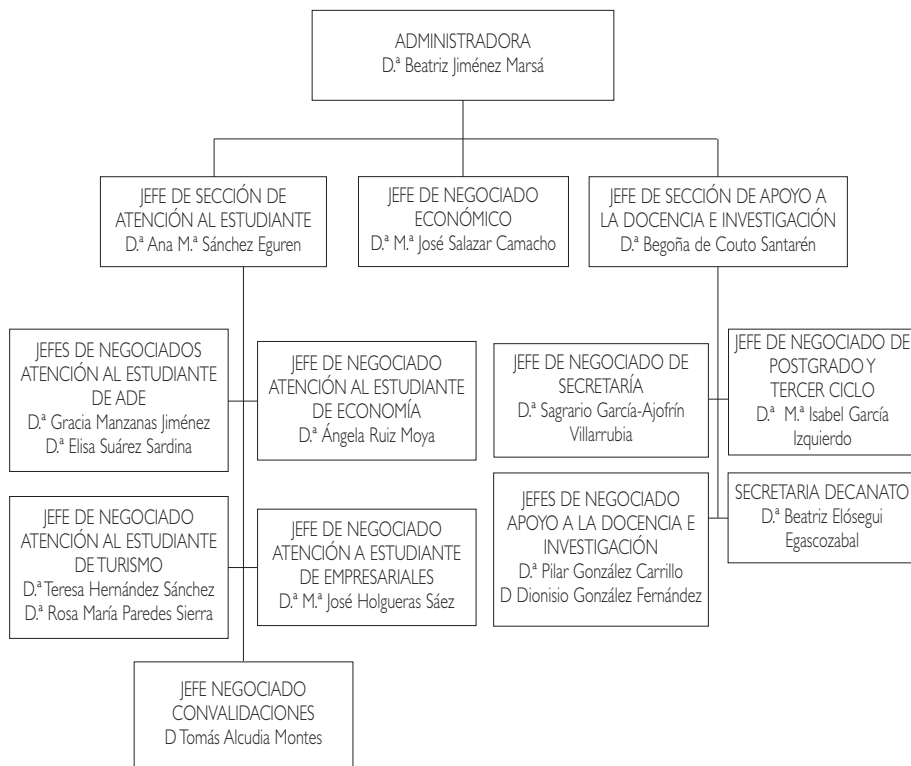 ADMINISTRADORA
D.ª Beatriz Jiménez Marsá
JEFE DE SECCIÓN DE
ATENCIÓN AL ESTUDIANTE
D.ª Ana M.ª Sánchez Eguren
JEFE DE NEGOCIADO
ECONÓMICO
D.ª M.ª José Salazar Camacho
JEFE DE SECCIÓN DE APOYO A
LA DOCENCIA E INVESTIGACIÓN
D.ª Begoña de Couto Santarén
JEFES DE NEGOCIADOS
ATENCIÓN AL ESTUDIANTE
DE ADE
D.ª Gracia Manzanas Jiménez
D.ª Elisa Suárez Sardina
JEFE DE NEGOCIADO
ATENCIÓN AL ESTUDIANTE
DE ECONOMÍA
D.ª Ángela Ruiz Moya
JEFE DE NEGOCIADO DE
SECRETARÍA
D.ª Sagrario García-Ajofrín
Villarrubia
JEFE DE NEGOCIADO DE
POSTGRADO Y
TERCER CICLO
D.ª M.ª Isabel García
Izquierdo
JEFE DE NEGOCIADO
ATENCIÓN AL ESTUDIANTE
DE TURISMO
D.ª Teresa Hernández Sánchez
D.ª Rosa María Paredes Sierra
JEFE DE NEGOCIADO
ATENCIÓN A ESTUDIANTE
DE EMPRESARIALES
D.ª M.ª José Holgueras Sáez
JEFES DE NEGOCIADO
APOYO A LA DOCENCIA E
INVESTIGACIÓN
D.ª Pilar González Carrillo
D Dionisio González Fernández
SECRETARIA DECANATO
D.ª Beatriz Elósegui
Egascozabal
JEFE NEGOCIADO
CONVALIDACIONES
D Tomás Alcudia Montes